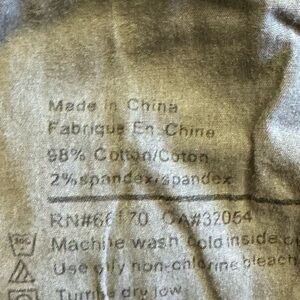 Made in China
Fabrique En Chine
98% Cotton/Coton
2%spandex/spandex
RN#66170 CA#32054
Machine wash cold inside
Use only non-chlorine bleach
Tumble dry low